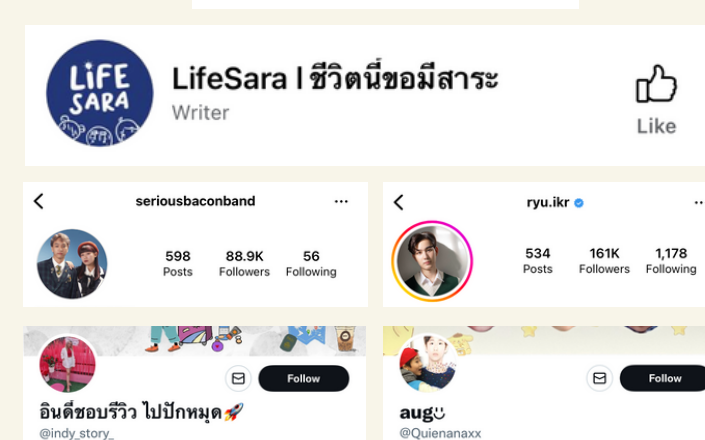 LiFE
SARA
LifeSara l ชีวิตนี้ขอมีสาระ
Writer
Like
seriousbaconband
598 88.9K 56
Posts Followers Following
ryu.ikr
534 161K 1,178
Posts Followers Following
Follow
อินดี้ชอบรีวิว ไปปักหมุด🚀
@indy_story_
Follow
aug
@Quienanaxx